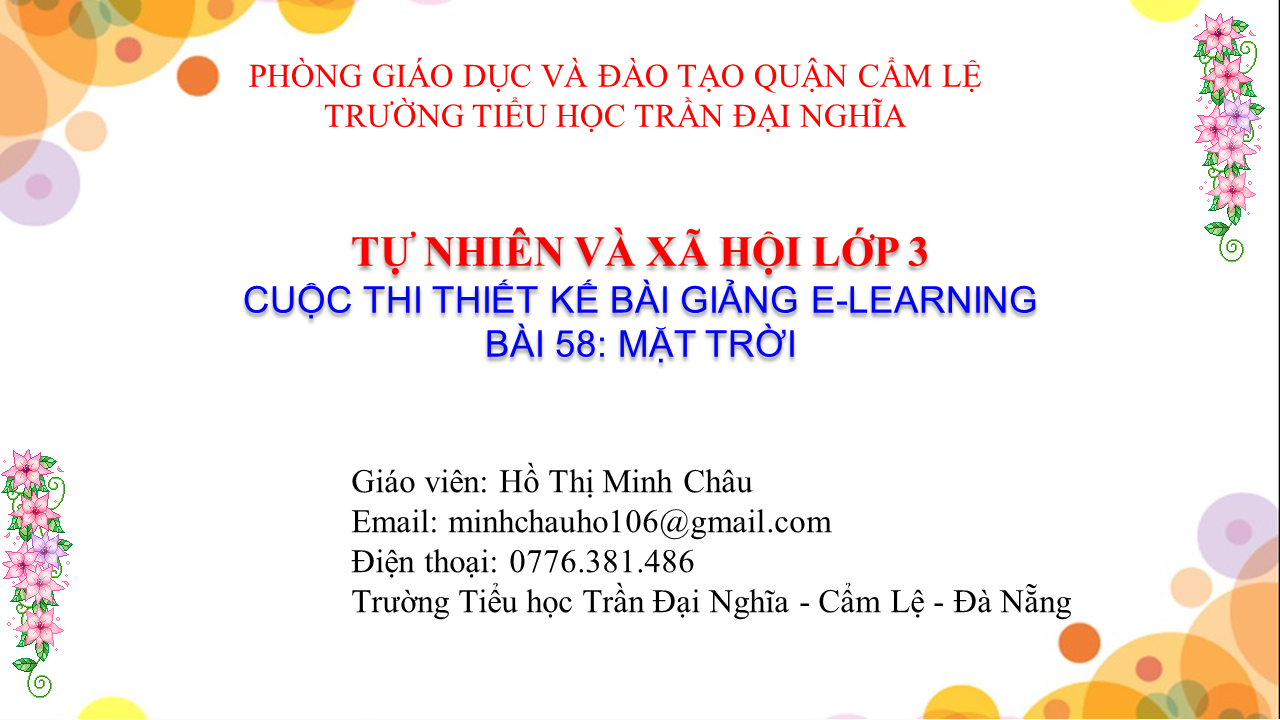 PHÒNG GIÁO DỤC VÀ ĐÀO TẠO QUẬN CẨM LỆ
TRƯỜNG TIỂU HỌC TRẦN ĐẠI NGHĨA
TỰ NHIÊN VÀ XÃ HỘI LỚP 3
CUỘC THI THIẾT KẾ BÀI GIẢNG E-LEARNING
BÀI 58: MẶT TRỜI
Giáo viên: Hồ Thị Minh Châu
Email: minhchauho106@gmail.com
Điện thoại: 0776.381.486
Trường Tiểu học Trần Đại Nghĩa - Cẩm Lệ - Đà Nẵng